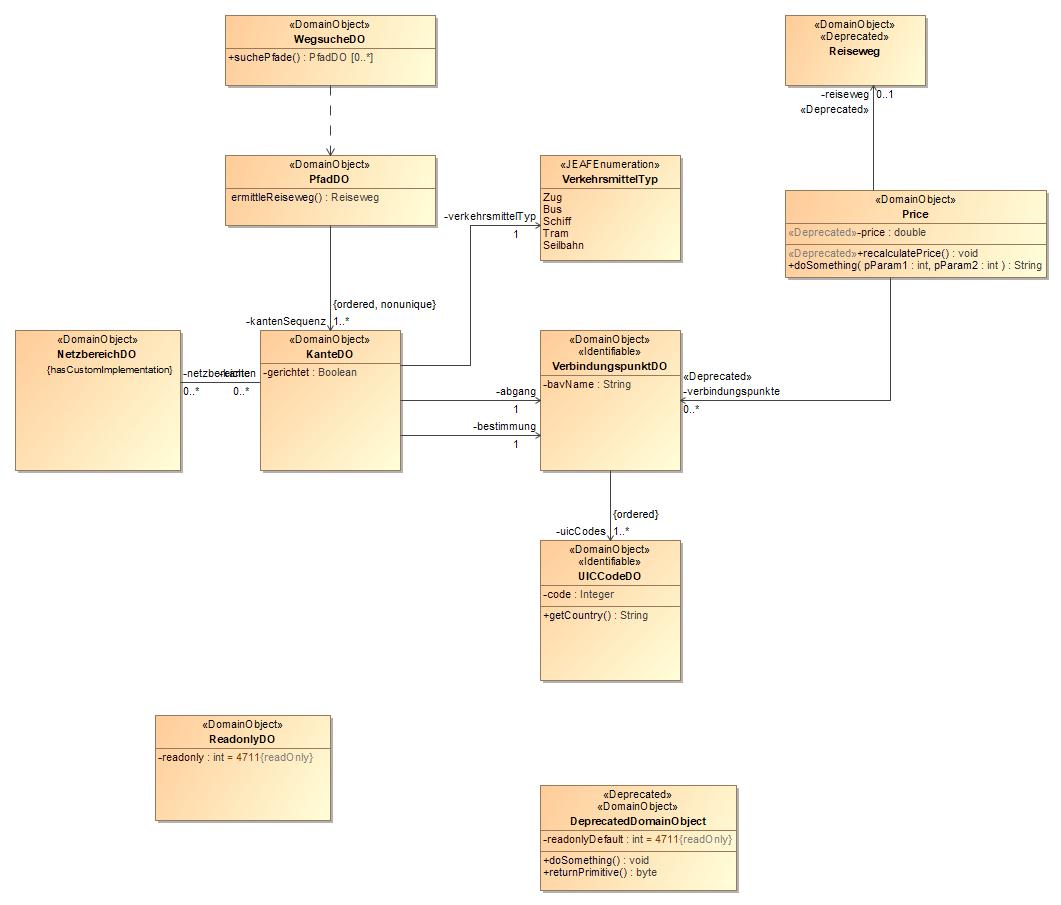 «DomainObject»
WegsucheDO
+suchePfade() : PfadDO [0..*]
«DomainObject»
«Deprecated»
Reiseweg
-reiseweg
0..1
«Deprecated»
«DomainObject»
PfadDO
ermittleReiseweg() : Reiseweg
«JEAFEnumeration»
VerkehrsmittelTyp
Zug
Bus
Schiff
Tram
Seilbahn
-verkehrsmittelTyp
1
«DomainObject»
Price
«Deprecated»-price : double
«Deprecated»+recalculatePrice() : void
+doSomething( pParam1 : int, pParam2 : int ) : String
{ordered, nonunique}
-kantenSequenz
1..*
«DomainObject»
NetzbereichDO
{hasCustomImplementation}
-netzbereiche
0..*
-kanten
0..*
«DomainObject»
KanteDO
-gerichtet : Boolean
-abgang
1
-bestimmung
1
«DomainObject»
«Identifiable»
VerbindungspunktDO
-bavName : String
«Deprecated»
-verbindungspunkte
0..*
{ordered}
-uicCodes
1..*
«DomainObject»
«Identifiable»
UICCodeDO
-code : Integer
+getCountry() : String
«DomainObject»
ReadonlyDO
-readonly : int = 4711{readOnly}
«Deprecated»
«DomainObject»
DeprecatedDomainObject
-readonlyDefault : int = 4711{readOnly}
+doSomething() : void
+returnPrimitive() : byte